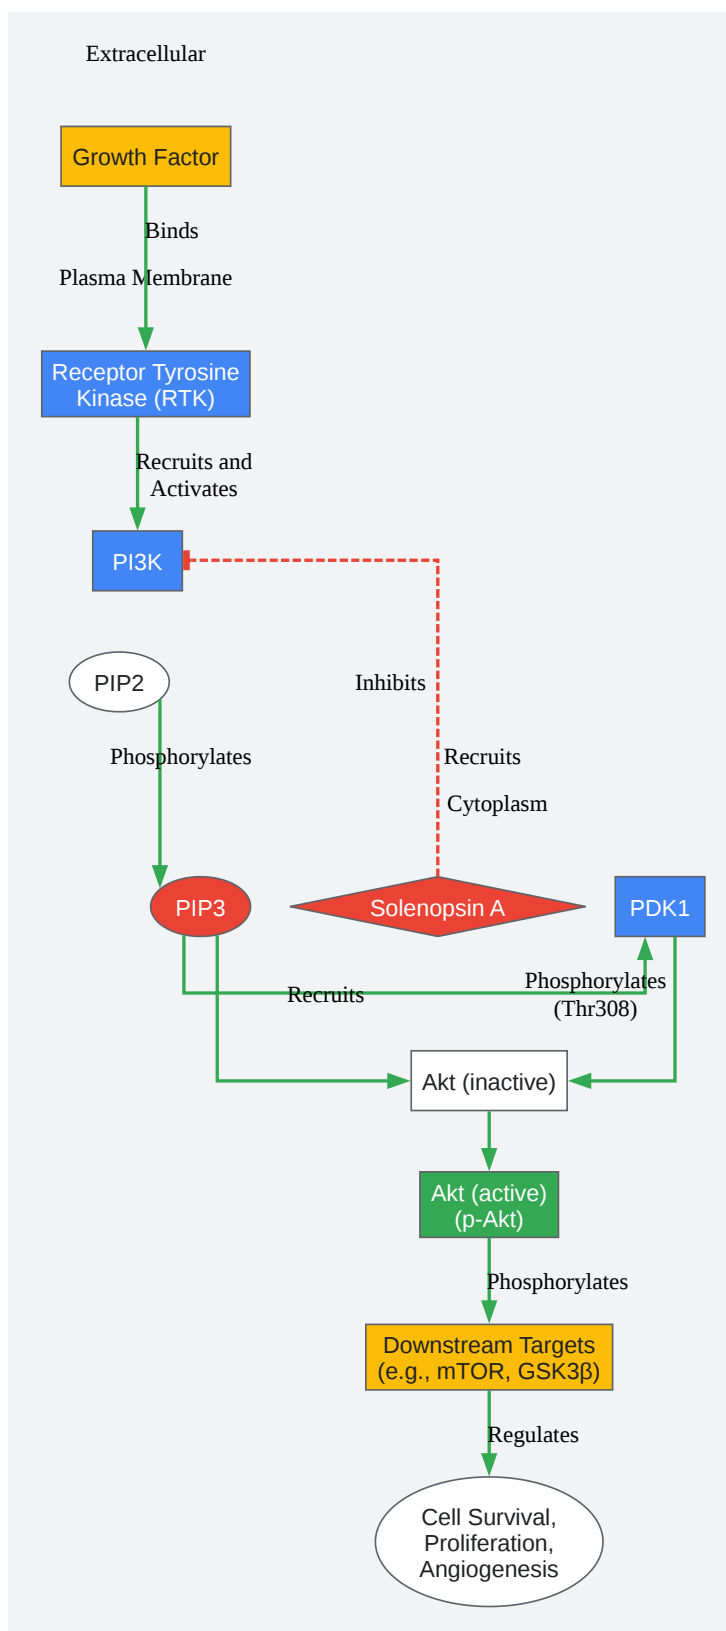 Extracellular
Growth Factor
Binds
Plasma Membrane
Receptor Tyrosine
Kinase (RTK)
Recruits and
Activates
PI3K
PIP2
Inhibits
Phosphorylates
Recruits
Cytoplasm
PIP3
Solenopsin A
PDK1
Recruits
Phosphorylates
(Thr308)
Akt (inactive)
Akt (active)
(p-Akt)
Phosphorylates
Downstream Targets
(e.g., mTOR, GSK3β)
Regulates
Cell Survival,
Proliferation,
Angiogenesis